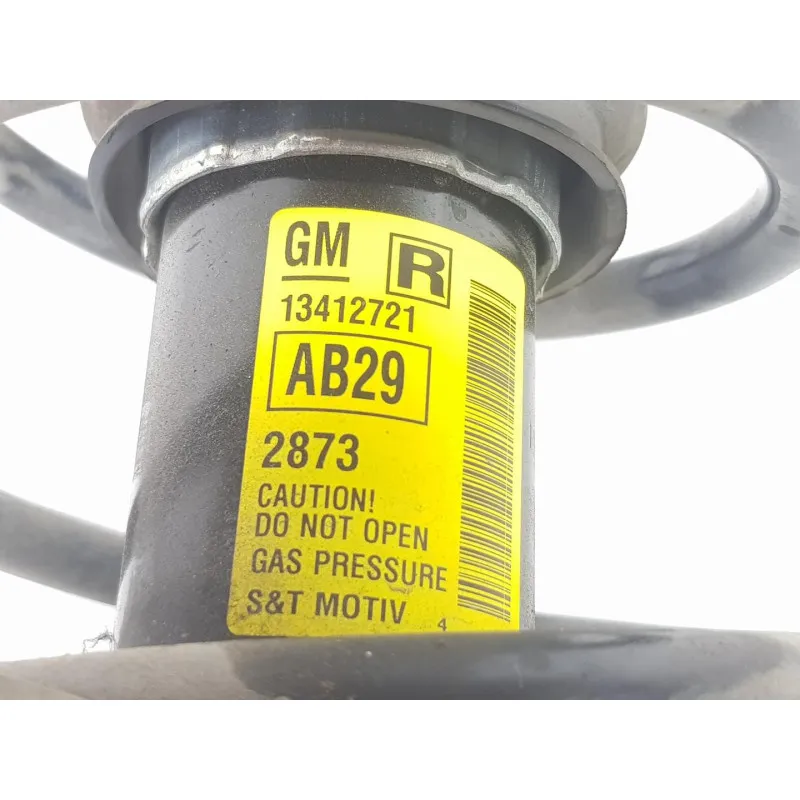 GM R
13412721
AB29
2873
CAUTION!
DO NOT OPEN
GAS PRESSURE
S&T MOTIV 4